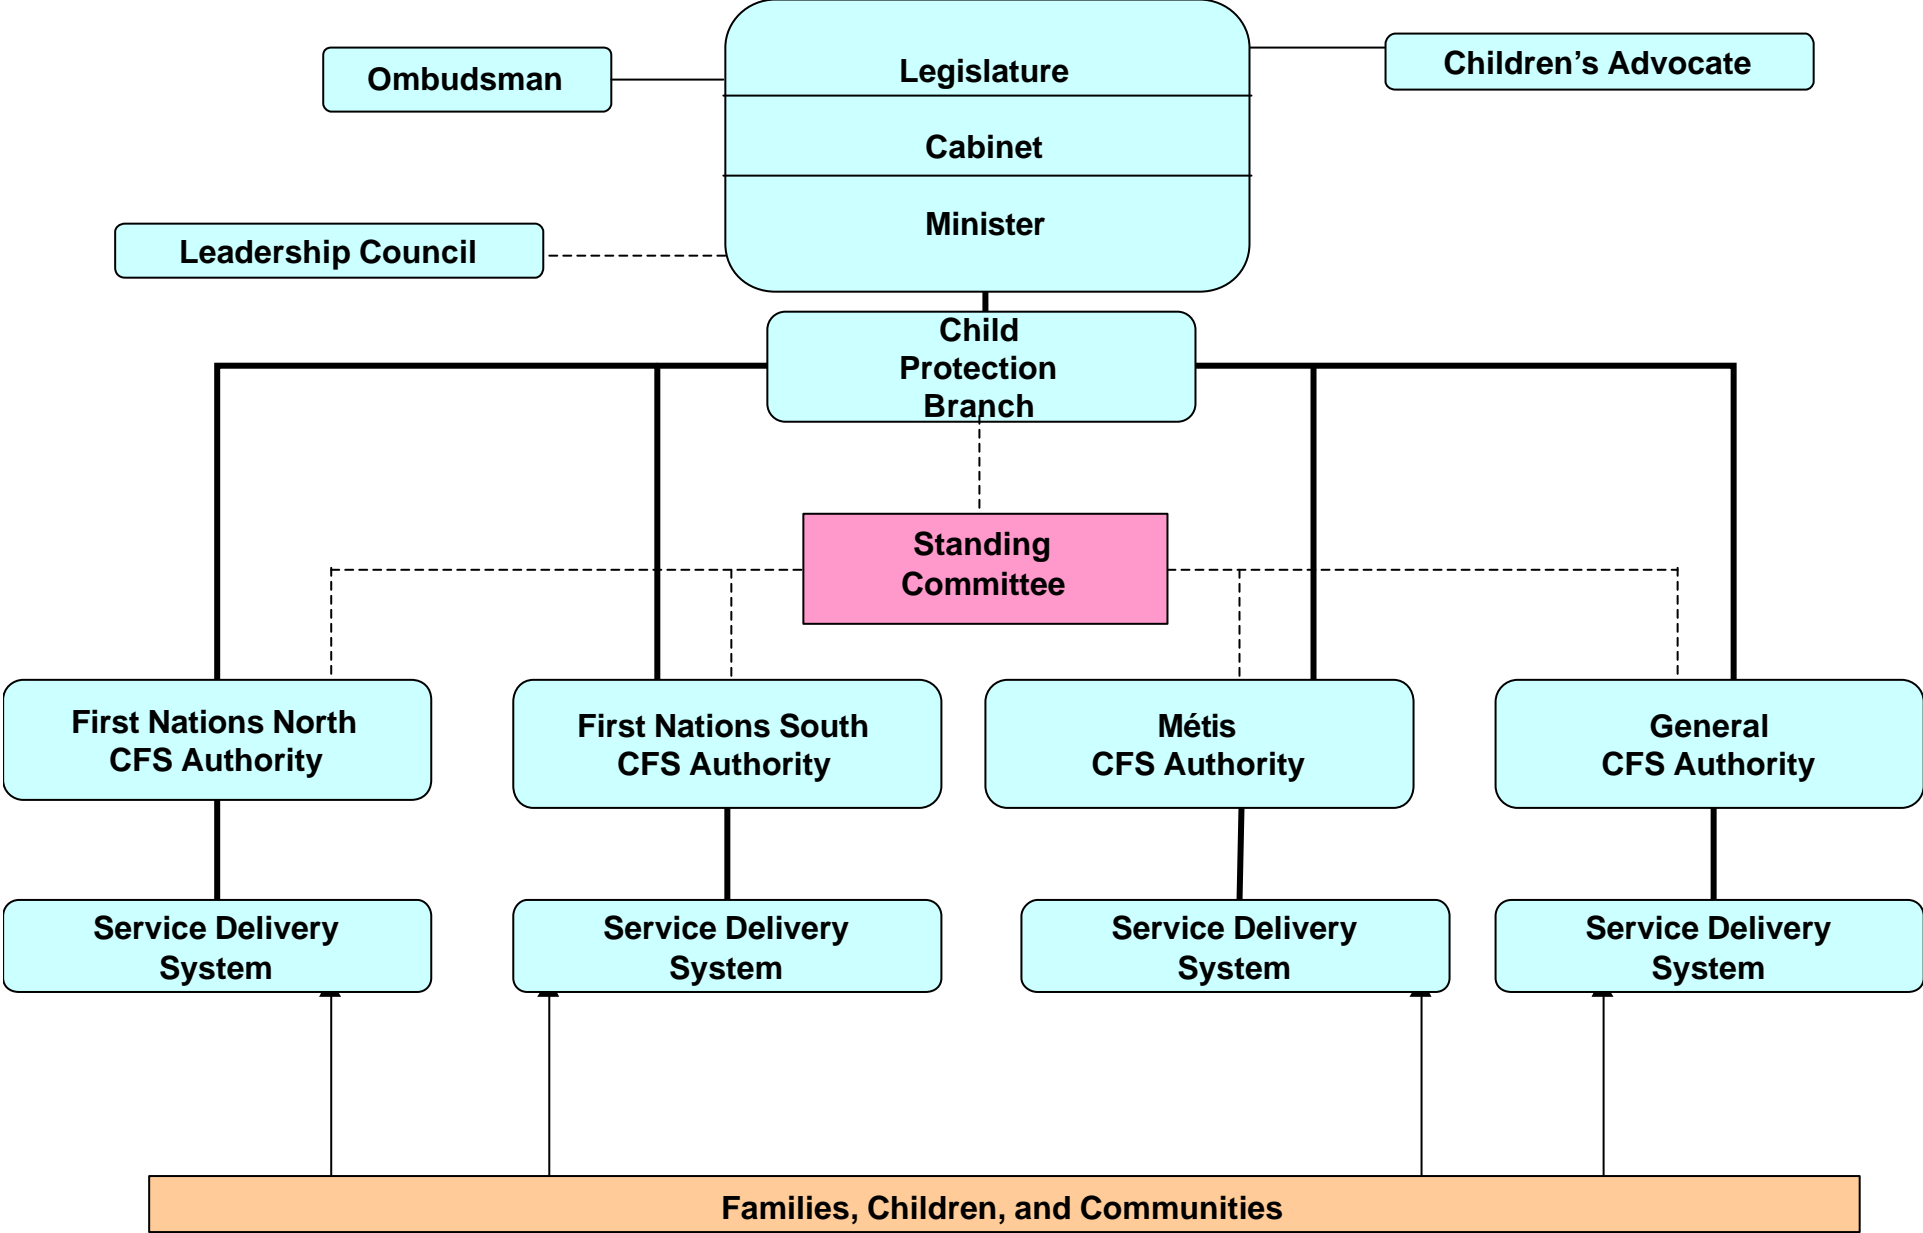 Legislature
Ombudsman
Children's Advocate
Cabinet
Minister
Leadership Council
Child
Protection
Branch
Standing
Committee
First Nations North
CFS Authority
First Nations South
CFS Authority
Métis
CFS Authority
General
CFS Authority
Service Delivery
System
Service Delivery
System
Service Delivery
System
Service Delivery
System
Families, Children, and Communities